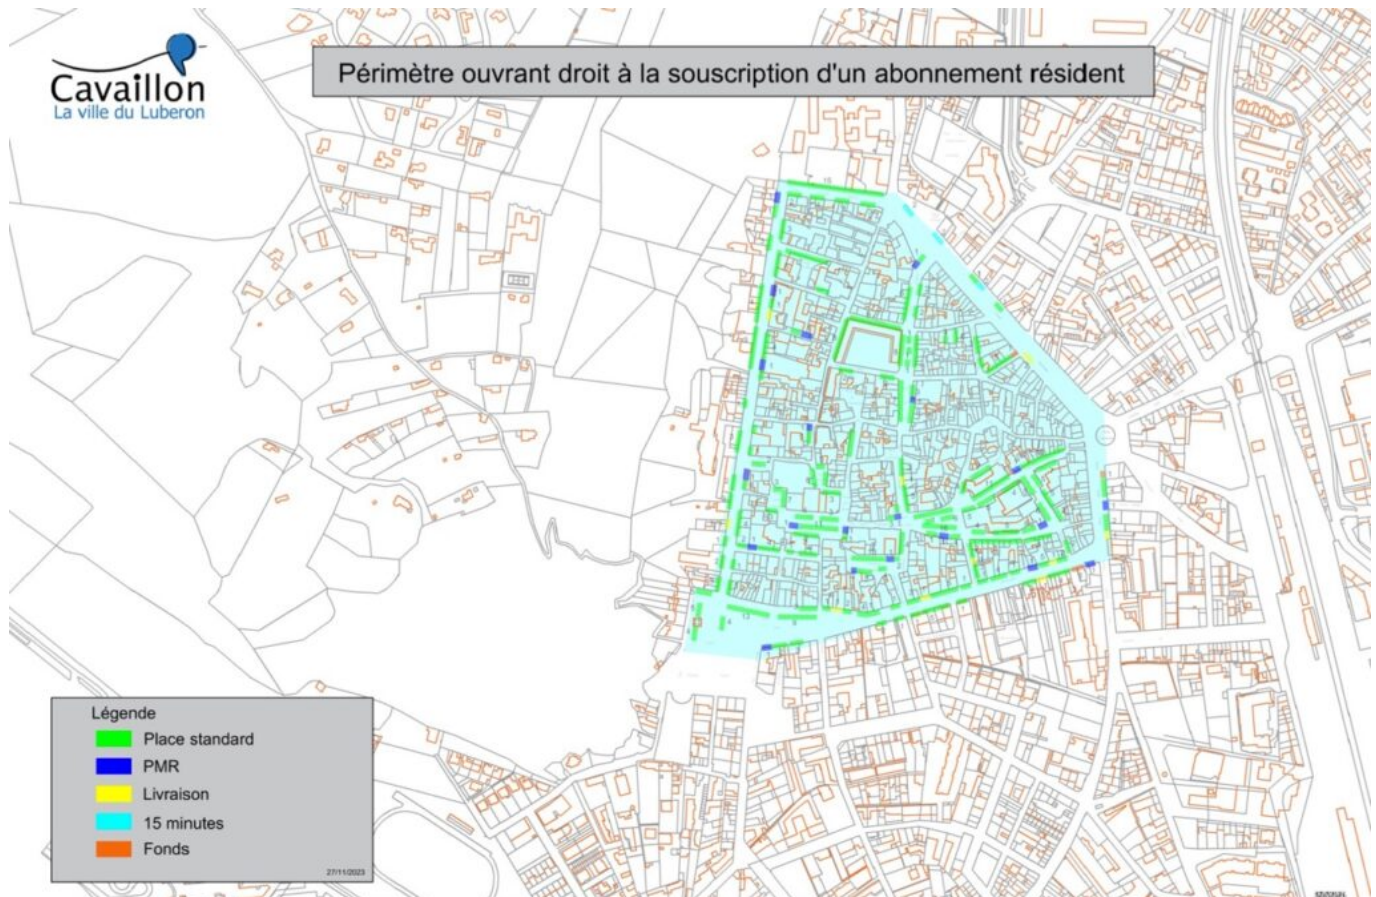 Cavaillon
La ville du Luberon
Périmètre ouvrant droit à la souscription d'un abonnement résident
Légende
Place standard
PMR
Livraison
15 minutes
Fonds
27/11/2023